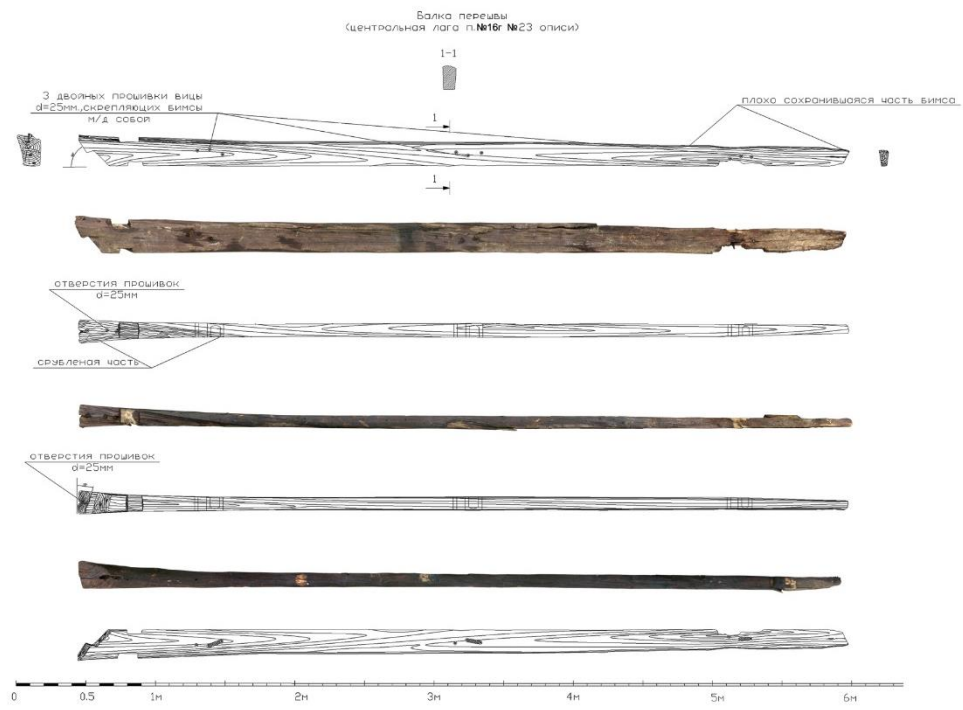 Балка перешвы
(центральная лага п.№16г №23 описи)
1-1
3 двойных прошивки вицы
d=25мм.,скрепляющих бимсы
м/д собой
плохо сохранившаяся часть бимса
1
1
отверстия прошивок
d=25мм
срубленая часть
отверстия прошивок
d=25мм
0 0.5 1м 2м 3м 4м 5м 6м